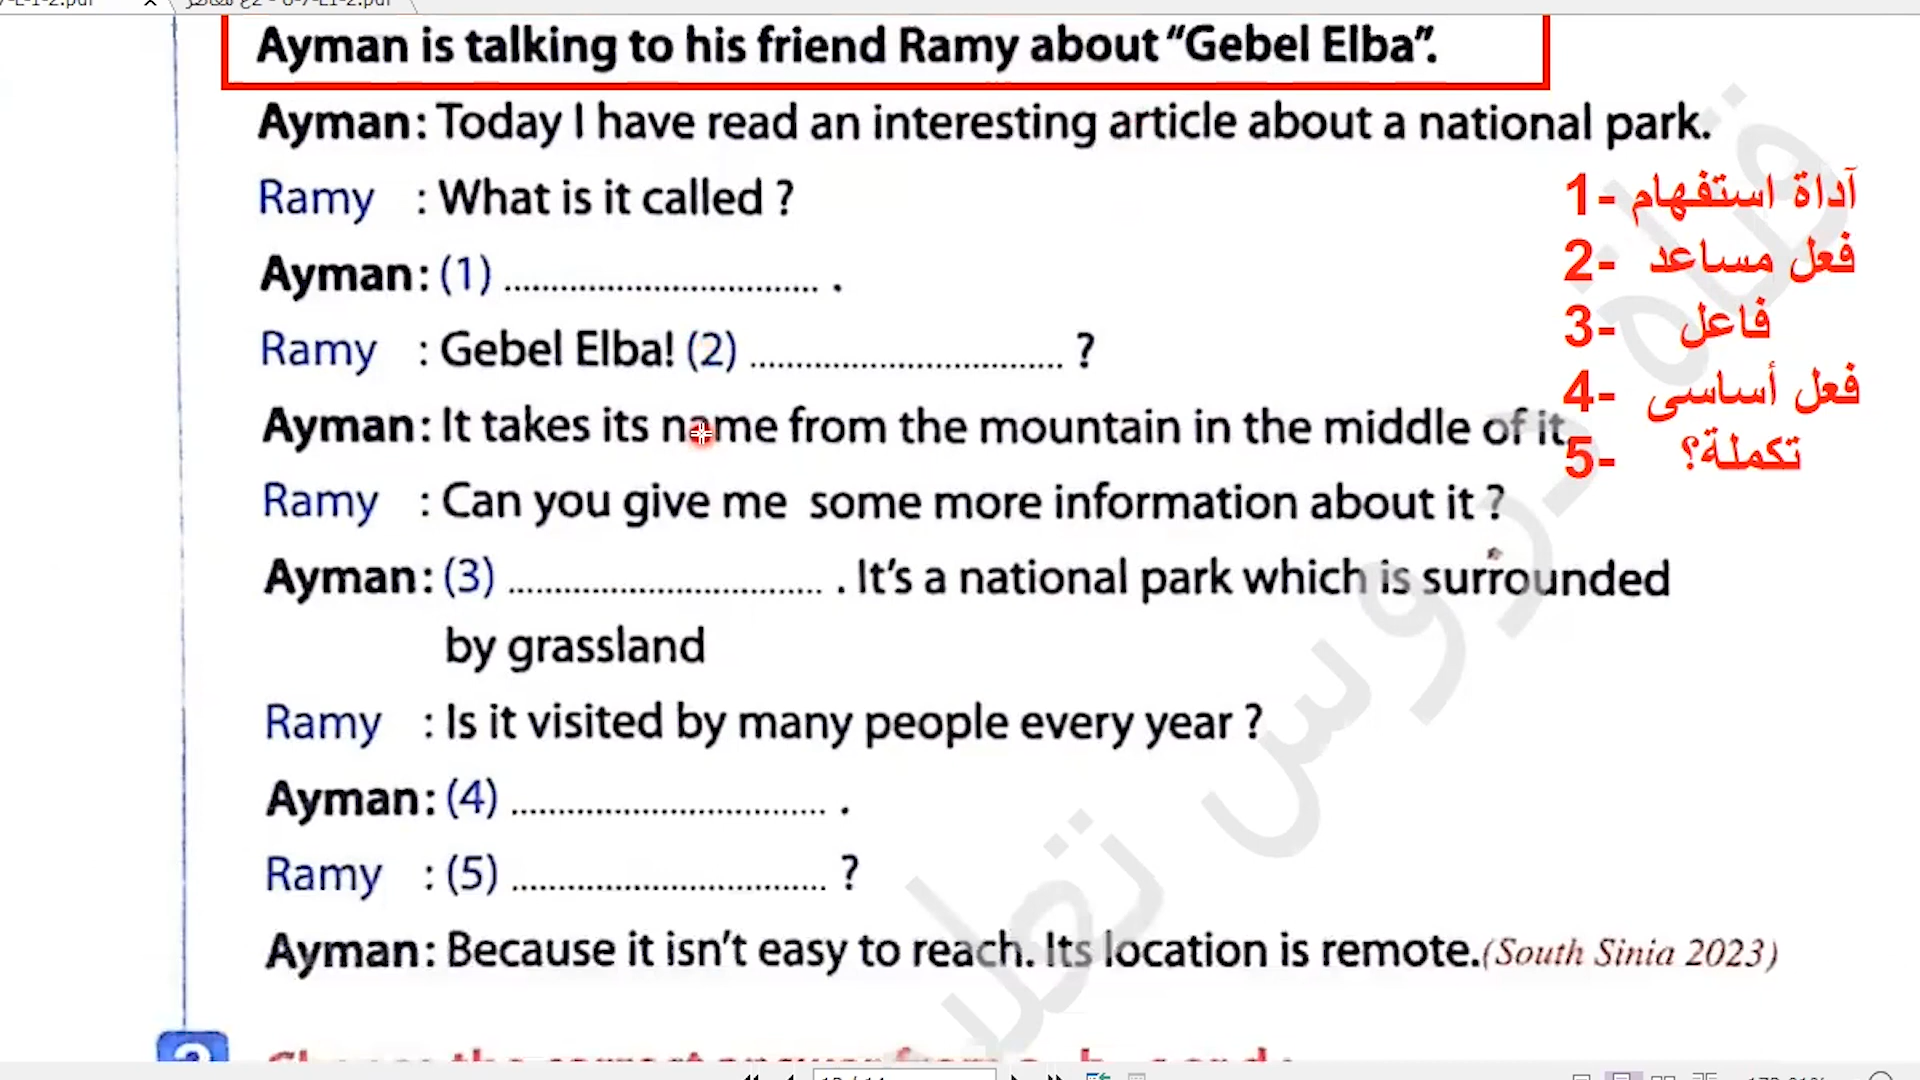 Ayman is talking to his friend Ramy about “Gebel Elba”.
Ayman: Today I have read an interesting article about a national park.
Ramy : What is it called ?
Ayman: (1) ................................. .
Ramy : Gebel Elba! (2) ................................. ?
Ayman: It takes its name from the mountain in the middle of it.
Ramy : Can you give me some more information about it ?
Ayman: (3) ................................. . It’s a national park which is surrounded
by grassland
Ramy : Is it visited by many people every year ?
Ayman: (4) ................................. .
Ramy : (5) ................................. ?
Ayman: Because it isn’t easy to reach. Its location is remote.(South Sinia 2023)
1- آداة استفهام
2- فعل مساعد
3- فاعل
4- فعل أساسى
5- تكملة؟
قناة دروس تعل